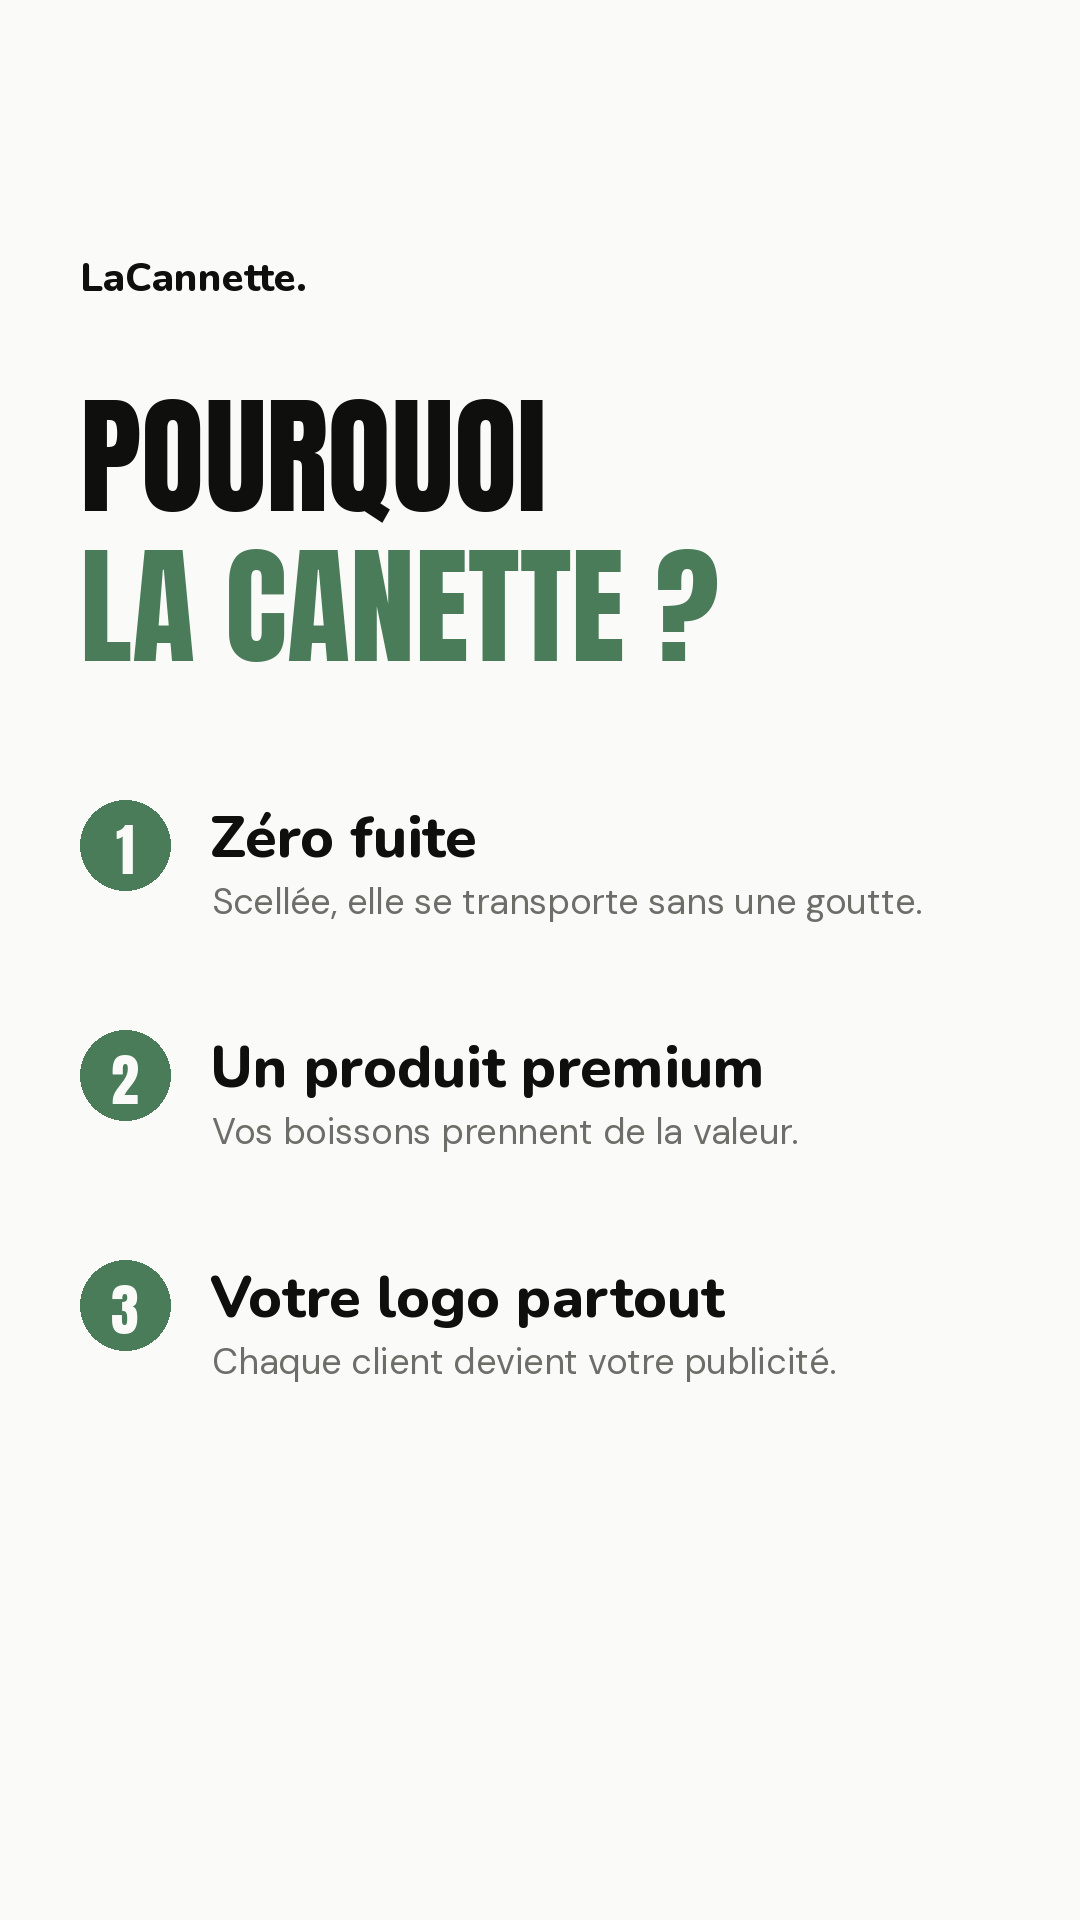 LaCannette.
POURQUOI
LA CANETTE ?
1 Zéro fuite
Scellée, elle se transporte sans une goutte.
2 Un produit premium
Vos boissons prennent de la valeur.
3 Votre logo partout
Chaque client devient votre publicité.